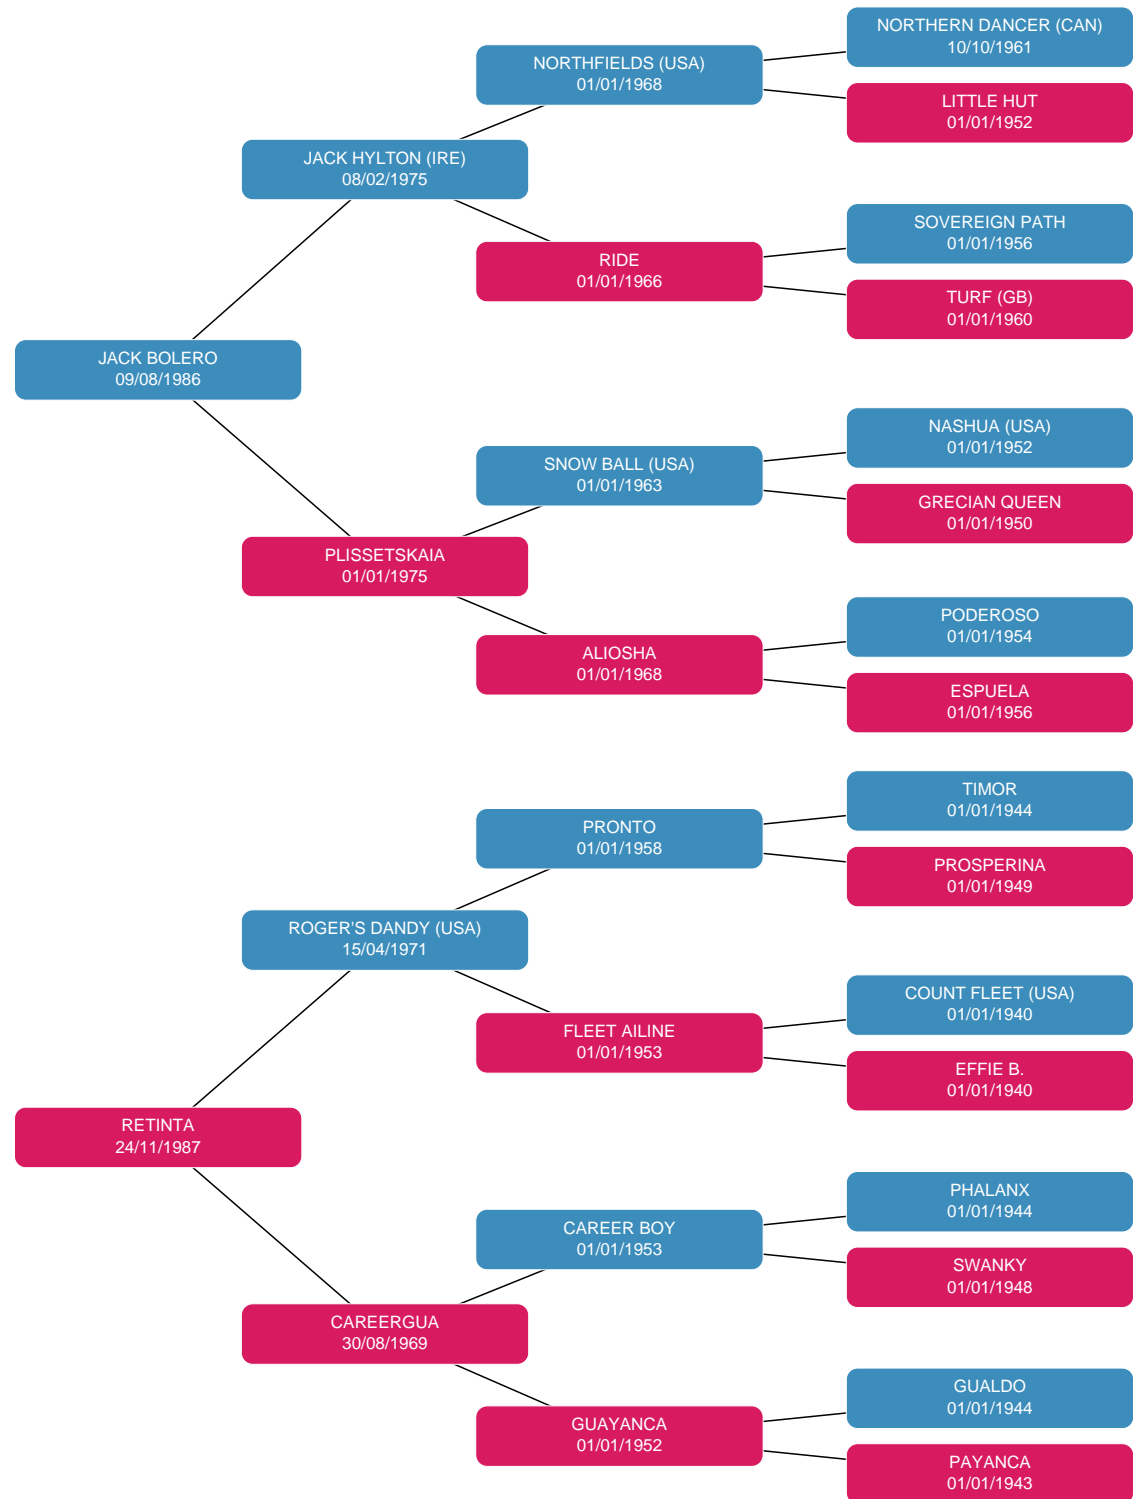 NORTHERN DANCER (CAN)
10/10/1961
NORTHFIELDS (USA)
01/01/1968
LITTLE HUT
01/01/1952
JACK HYLTON (IRE)
08/02/1975
SOVEREIGN PATH
01/01/1956
RIDE
01/01/1966
TURF (GB)
01/01/1960
JACK BOLERO
09/08/1986
NASHUA (USA)
01/01/1952
SNOW BALL (USA)
01/01/1963
GRECIAN QUEEN
01/01/1950
PLISSETSKAIA
01/01/1975
PODEROSO
01/01/1954
ALIOSHA
01/01/1968
ESPUELA
01/01/1956
TIMOR
01/01/1944
PRONTO
01/01/1958
PROSPERINA
01/01/1949
ROGER'S DANDY (USA)
15/04/1971
COUNT FLEET (USA)
01/01/1940
FLEET AILINE
01/01/1953
EFFIE B.
01/01/1940
RETINTA
24/11/1987
PHALANX
01/01/1944
CAREER BOY
01/01/1953
SWANKY
01/01/1948
CAREERGUA
30/08/1969
GUALDO
01/01/1944
GUAYANCA
01/01/1952
PAYANCA
01/01/1943